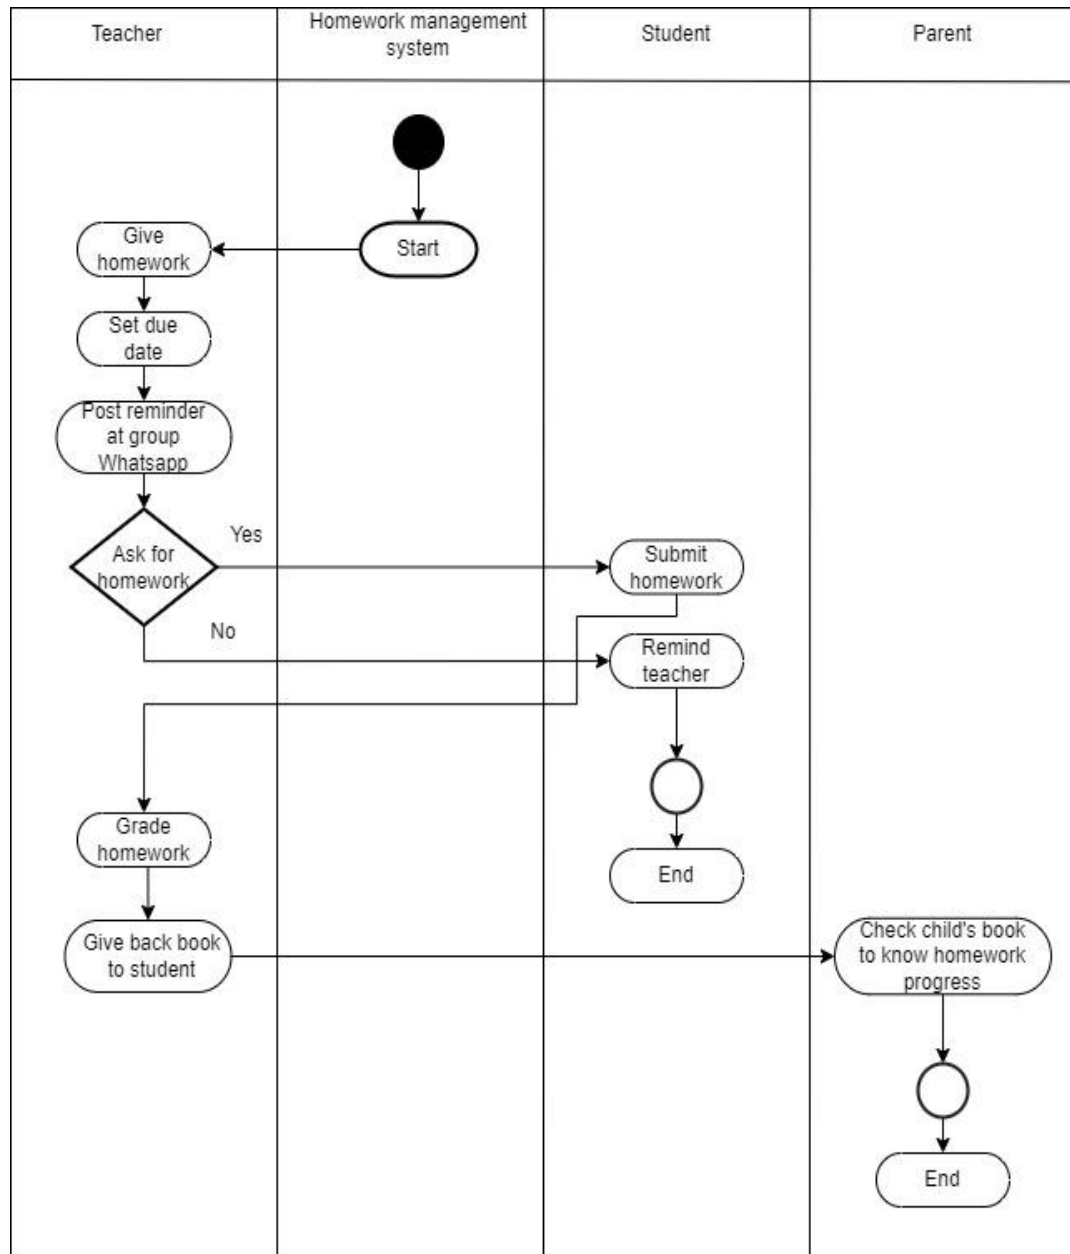 Teacher
Homework management
system
Student
Parent
Start
Give
homework
Set due
date
Post reminder
at group
Whatsapp
Ask for
homework
Yes
No
Submit
homework
Remind
teacher
End
Grade
homework
Give back book
to student
Check child's book
to know homework
progress
End